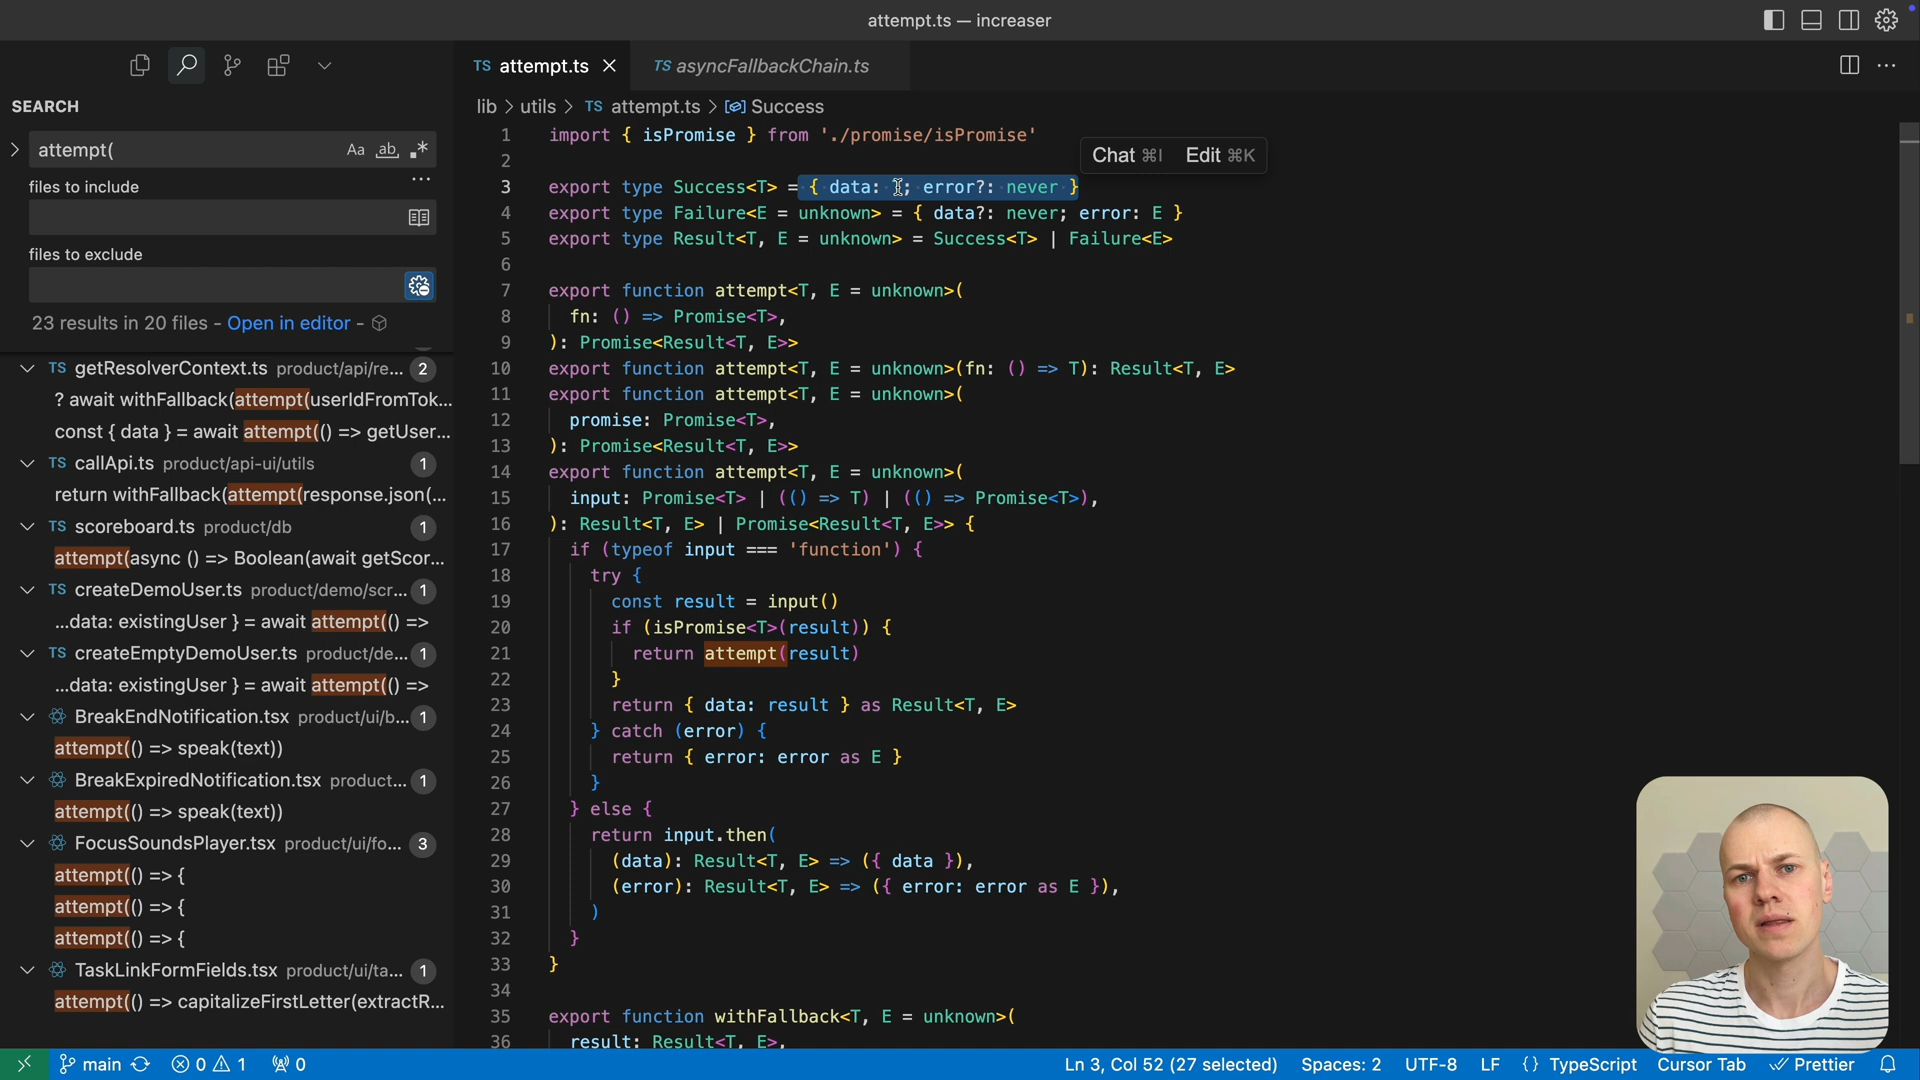 attempt.ts — increaser
TS attempt.ts
TS asyncFallbackChain.ts
SEARCH
lib > utils > TS attempt.ts > Success
attempt(
Aa ab
files to include
files to exclude
23 results in 20 files - Open in editor -
getResolverContext.ts product/api/re... 2
? await withFallback(attempt(userIdFromTok...
const { data } = await attempt(() => getUser...
TS callApi.ts product/api-ui/utils 1
return withFallback(attempt(response.json(...
TS scoreboard.ts product/db 1
attempt(async () => Boolean(await getScor...
TS createDemoUser.ts product/demo/scr... 1
...data: existingUser } = await attempt(() =>
TS createEmptyDemoUser.ts product/de... 1
...data: existingUser } = await attempt(() =>
BreakEndNotification.tsx product/ui/b... 1
attempt(() => speak(text))
BreakExpiredNotification.tsx product... 1
attempt(() => speak(text))
FocusSoundsPlayer.tsx product/ui/fo... 3
attempt(() => {
attempt(() => {
attempt(() => {
TaskLinkFormFields.tsx product/ui/ta... 1
attempt(() => capitalizeFirstLetter(extractR...
Chat ⌘I Edit ⌘K
1 import { isPromise } from './promise/isPromise'
2
3 export type Success<T> = { data: ; error?: never }
4 export type Failure<E = unknown> = { data?: never; error: E }
5 export type Result<T, E = unknown> = Success<T> | Failure<E>
6
7 export function attempt<T, E = unknown>(
8 fn: () => Promise<T>,
9 ): Promise<Result<T, E>>
10 export function attempt<T, E = unknown>(fn: () => T): Result<T, E>
11 export function attempt<T, E = unknown>(
12 promise: Promise<T>,
13 ): Promise<Result<T, E>>
14 export function attempt<T, E = unknown>(
15 input: Promise<T> | (() => T) | (() => Promise<T>),
16 ): Result<T, E> | Promise<Result<T, E>> {
17 if (typeof input === 'function') {
18 try {
19 const result = input()
20 if (isPromise<T>(result)) {
21 return attempt(result)
22 }
23 return { data: result } as Result<T, E>
24 } catch (error) {
25 return { error: error as E }
26 }
27 } else {
28 return input.then(
29 (data): Result<T, E> => ({ data }),
30 (error): Result<T, E> => ({ error: error as E }),
31 )
32 }
33 }
34
35 export function withFallback<T, E = unknown>(
36 result: Result<T, E>,
main 0 1 0
Ln 3, Col 52 (27 selected) Spaces: 2 UTF-8 LF {} TypeScript Cursor Tab Prettier